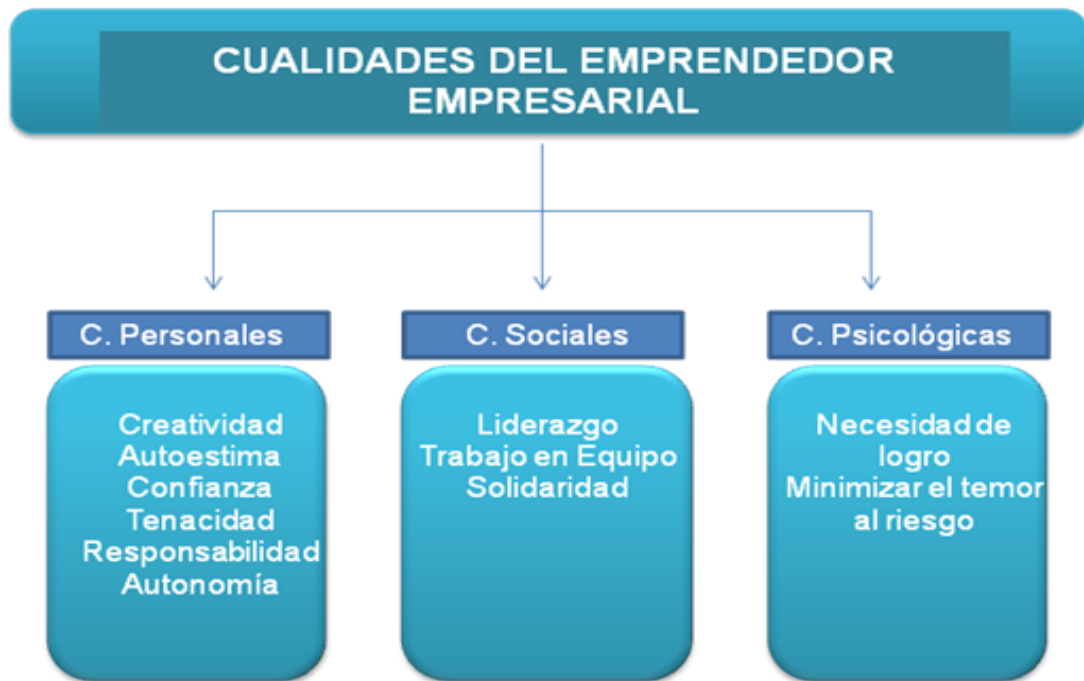 CUALIDADES DEL EMPRENDEDOR
EMPRESARIAL
C. Personales
Creatividad
Autoestima
Confianza
Tenacidad
Responsabilidad
Autonomía
C. Sociales
Liderazgo
Trabajo en Equipo
Solidaridad
C. Psicológicas
Necesidad de
logro
Minimizar el temor
al riesgo